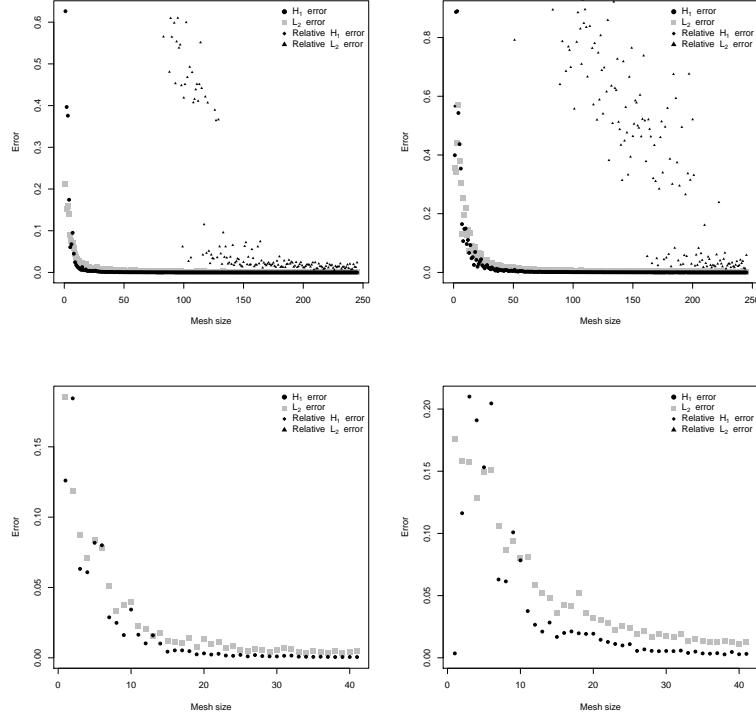 H₁ error
L₂ error
Relative H₁ error
Relative L₂ error
Error
0.0 0.1 0.2 0.3 0.4 0.5 0.6
0 50 100 150 200 250
Mesh size
H₁ error
L₂ error
Relative H₁ error
Relative L₂ error
Error
0.0 0.2 0.4 0.6 0.8
0 50 100 150 200 250
Mesh size
H₁ error
L₂ error
Relative H₁ error
Relative L₂ error
Error
0.00 0.05 0.10 0.15
0 10 20 30 40
Mesh size
H₁ error
L₂ error
Relative H₁ error
Relative L₂ error
Error
0.00 0.05 0.10 0.15 0.20
0 10 20 30 40
Mesh size